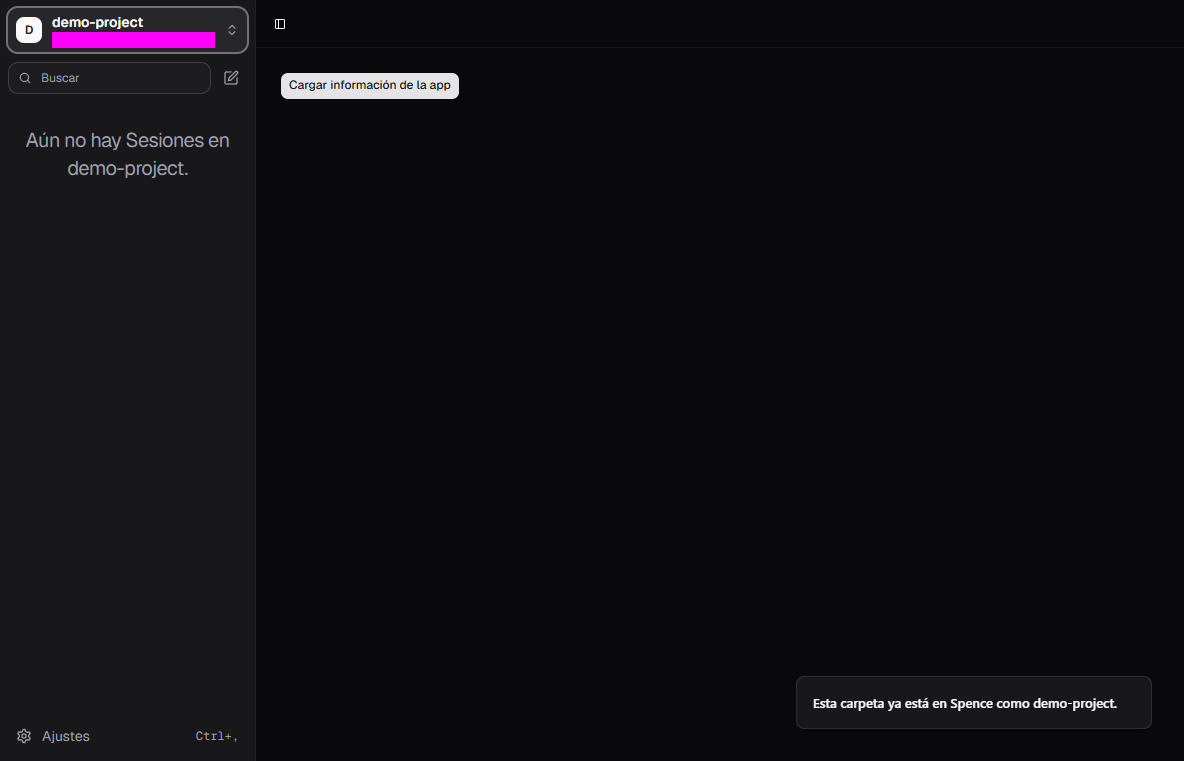 D
demo-project
Buscar
Aún no hay Sesiones en
demo-project.
Cargar información de la app
Esta carpeta ya está en Spence como demo-project.
Ajustes
Ctrl+,